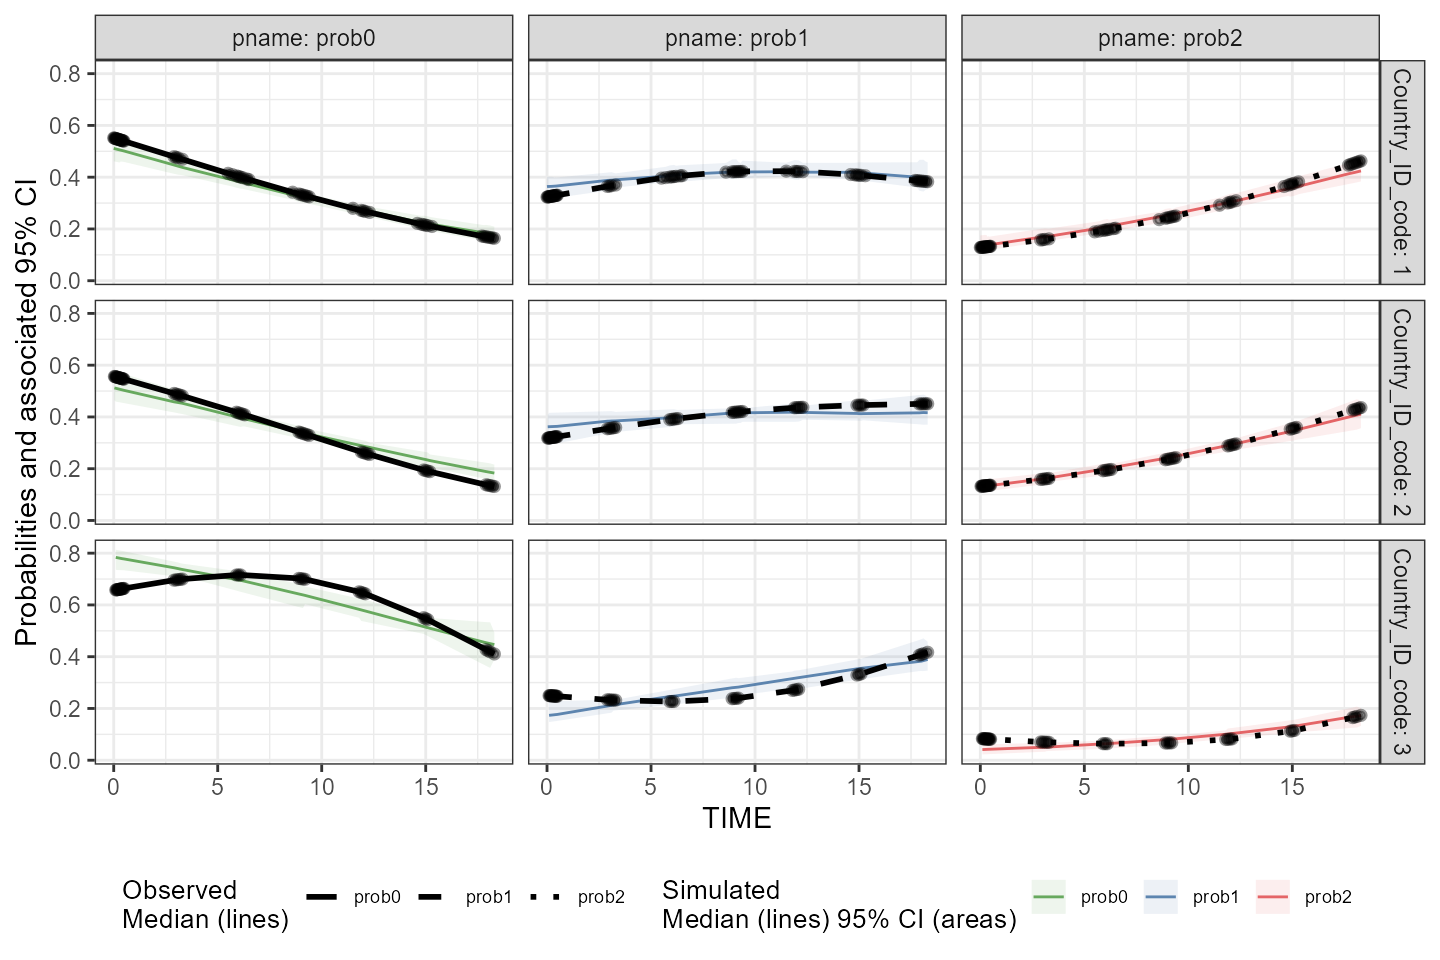 pname: prob0
pname: prob1
pname: prob2
Probabilities and associated 95% CI
0.8
0.6
0.4
0.2
0.0
Country_ID_code: 1
0.8
0.6
0.4
0.2
0.0
Country_ID_code: 2
0.8
0.6
0.4
0.2
0.0
Country_ID_code: 3
0 5 10 15
0 5 10 15
0 5 10 15
TIME
Observed
Median (lines)
prob0
prob1
prob2
Simulated
Median (lines) 95% CI (areas)
prob0
prob1
prob2